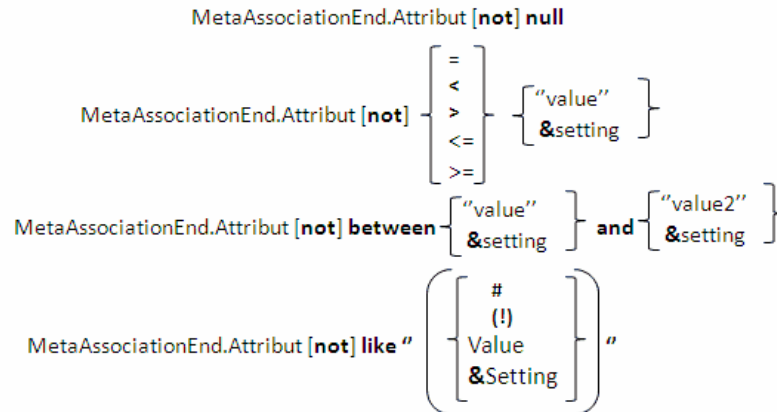 MetaAssociationEnd.Attribut [not] null
=
<
>
<=
>=
MetaAssociationEnd.Attribut [not]
"value"
&setting
MetaAssociationEnd.Attribut [not] between
"value"
&setting
and
"value2"
&setting
MetaAssociationEnd.Attribut [not] like "
#
(!)
Value
&Setting
"